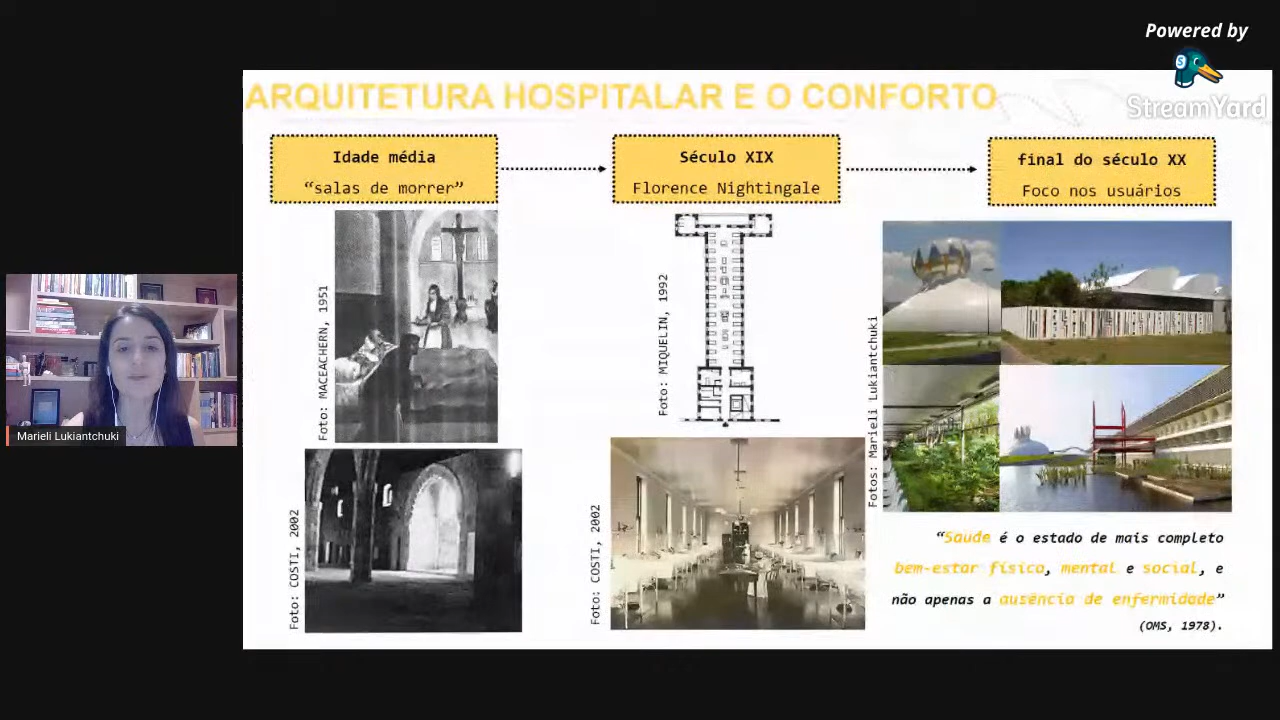 Powered by
StreamYard
ARQUITETURA HOSPITALAR E O CONFORTO
Idade média
“salas de morrer”
Século XIX
Florence Nightingale
final do século XX
Foco nos usuários
Foto: MACEACHERN, 1951
Foto: COSTI, 2002
Foto: MIQUELIN, 1992
Foto: COSTI, 2002
Fotos: Marieli Lukiantchuki
“Saude é o estado de mais completo
bem-estar físico, mental e social, e
não apenas a ausência de enfermidade”
(OMS, 1978).
Marieli Lukiantchuki